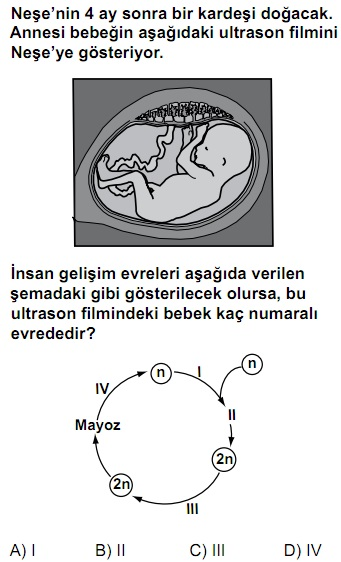 Neşe’nin 4 ay sonra bir kardeşi doğacak.
Annesi bebeğin aşağıdaki ultrason filmini
Neşe’ye gösteriyor.
İnsan gelişim evreleri aşağıda verilen
şemadaki gibi gösterilecek olursa, bu
ultrason filmindeki bebek kaç numaralı
evrededir?
n
I
n
IV
II
Mayoz
2n
2n
III
A) I B) II C) III D) IV